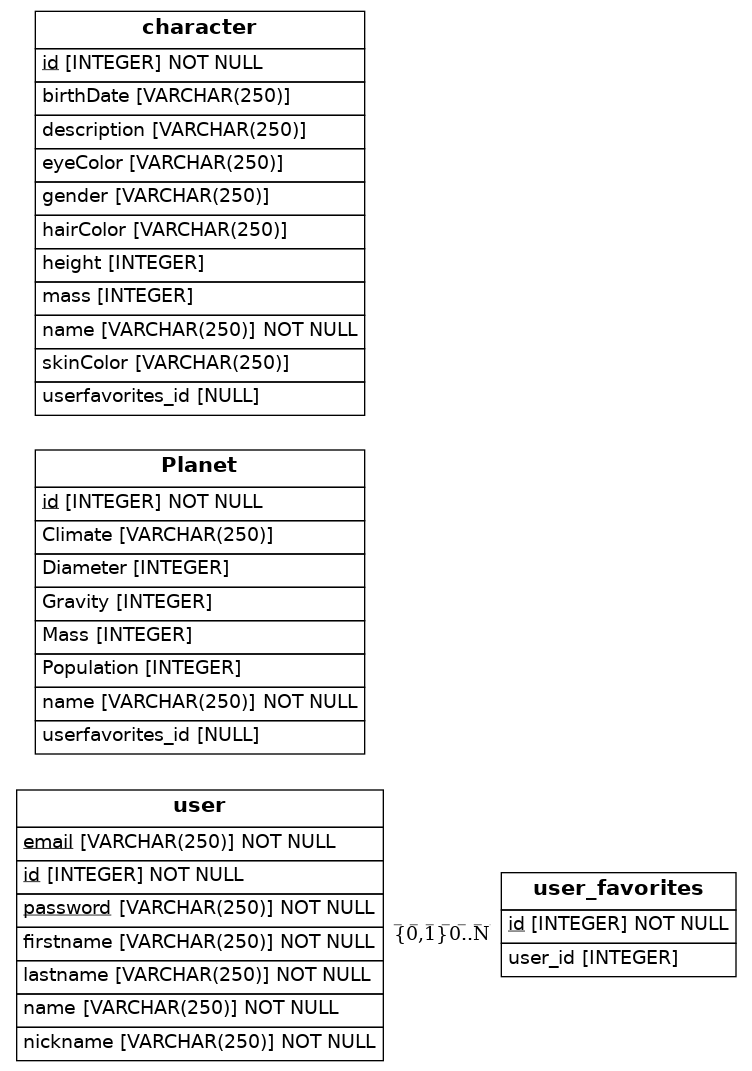 character
id [INTEGER] NOT NULL
birthDate [VARCHAR(250)]
description [VARCHAR(250)]
eyeColor [VARCHAR(250)]
gender [VARCHAR(250)]
hairColor [VARCHAR(250)]
height [INTEGER]
mass [INTEGER]
name [VARCHAR(250)] NOT NULL
skinColor [VARCHAR(250)]
userfavorites_id [NULL]
Planet
id [INTEGER] NOT NULL
Climate [VARCHAR(250)]
Diameter [INTEGER]
Gravity [INTEGER]
Mass [INTEGER]
Population [INTEGER]
name [VARCHAR(250)] NOT NULL
userfavorites_id [NULL]
user
email [VARCHAR(250)] NOT NULL
id [INTEGER] NOT NULL
password [VARCHAR(250)] NOT NULL
firstname [VARCHAR(250)] NOT NULL
lastname [VARCHAR(250)] NOT NULL
name [VARCHAR(250)] NOT NULL
nickname [VARCHAR(250)] NOT NULL
{0,1}0..N
user_favorites
id [INTEGER] NOT NULL
user_id [INTEGER]